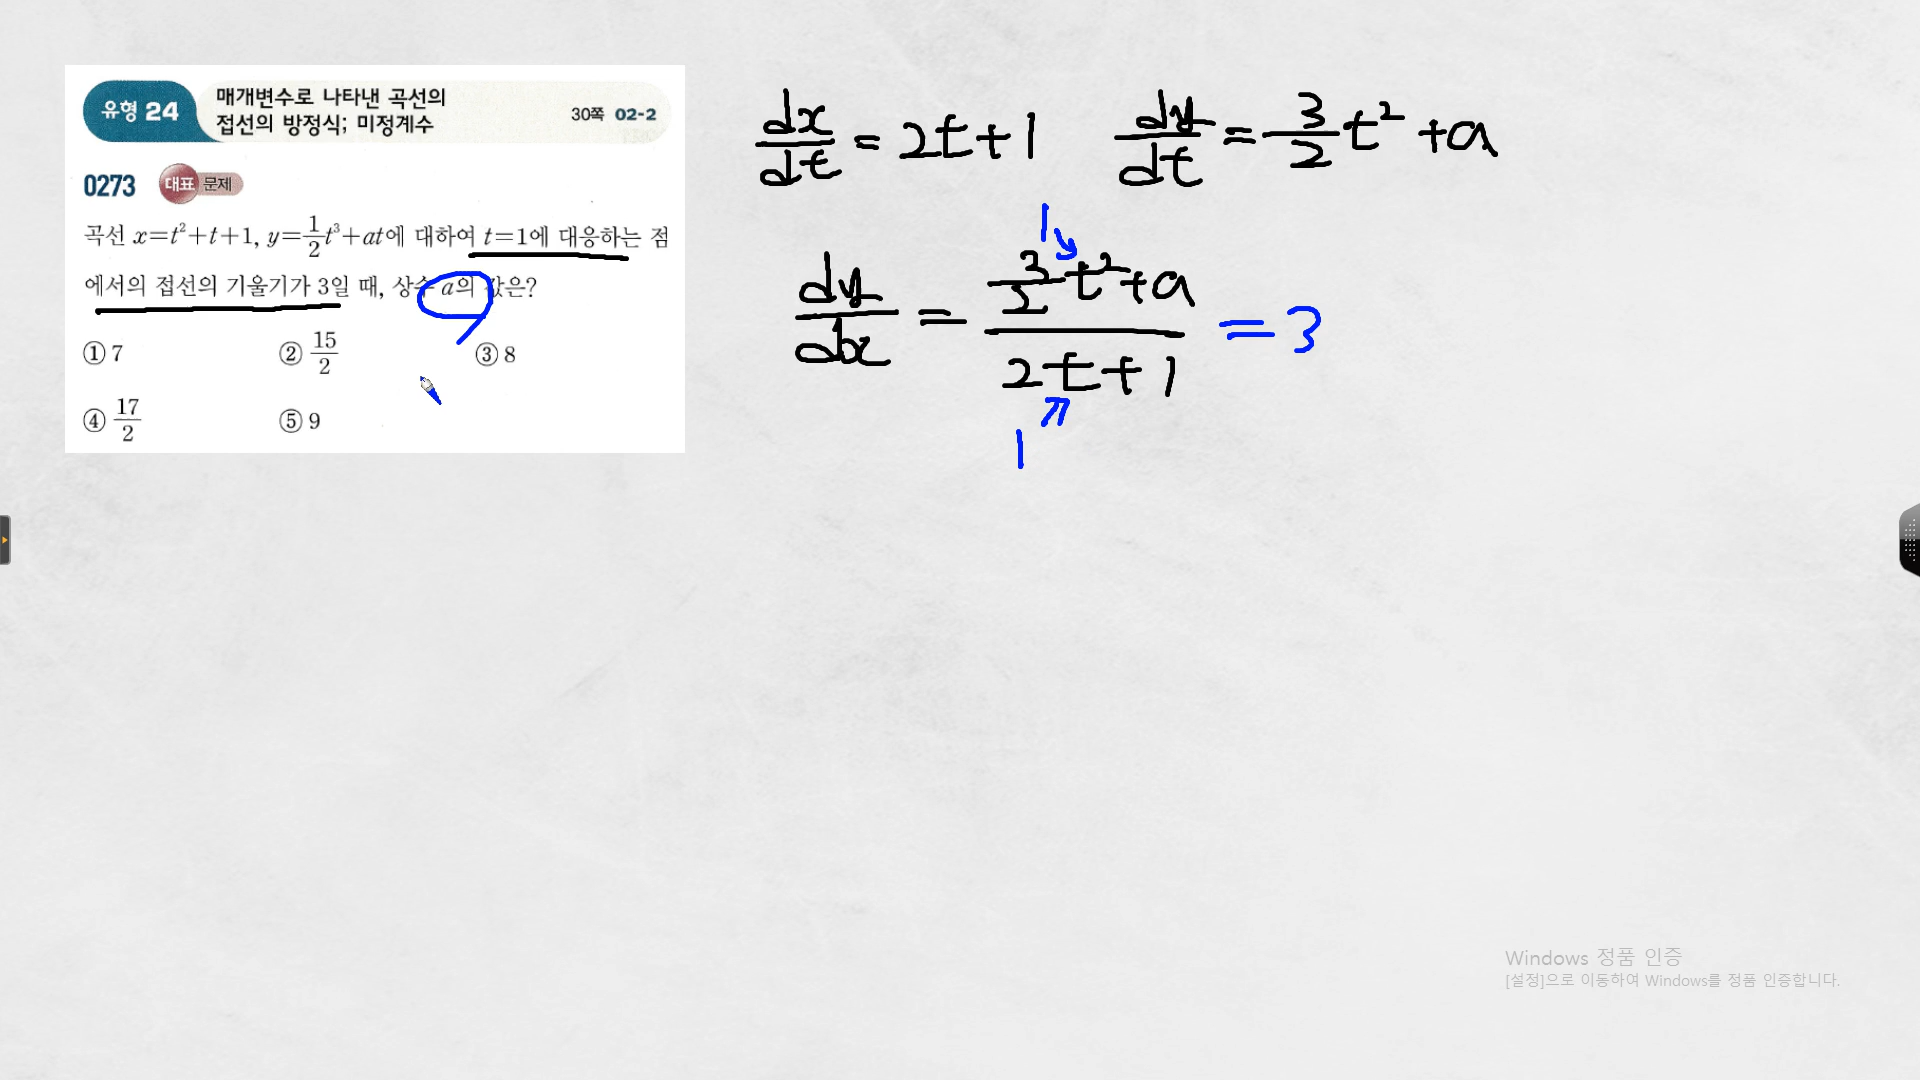 유형 24
매개변수로 나타낸 곡선의
접선의 방정식; 미정계수
30쪽 02-2
0273 대표 문제
곡선 x=t²+t+1, y=1/2t³+at에 대하여 t=1에 대응하는 점
에서의 접선의 기울기가 3일 때, 상수 a의 값은?
① 7 ② 15/2 ③ 8
④ 17/2 ⑤ 9
dx/dt = 2t+1 dy/dt = 3/2 t² + a
1
dy/dx = (3/2 t² + a)/(2t+1) = 3
1
Windows 정품 인증
[설정]으로 이동하여 Windows를 정품 인증합니다.